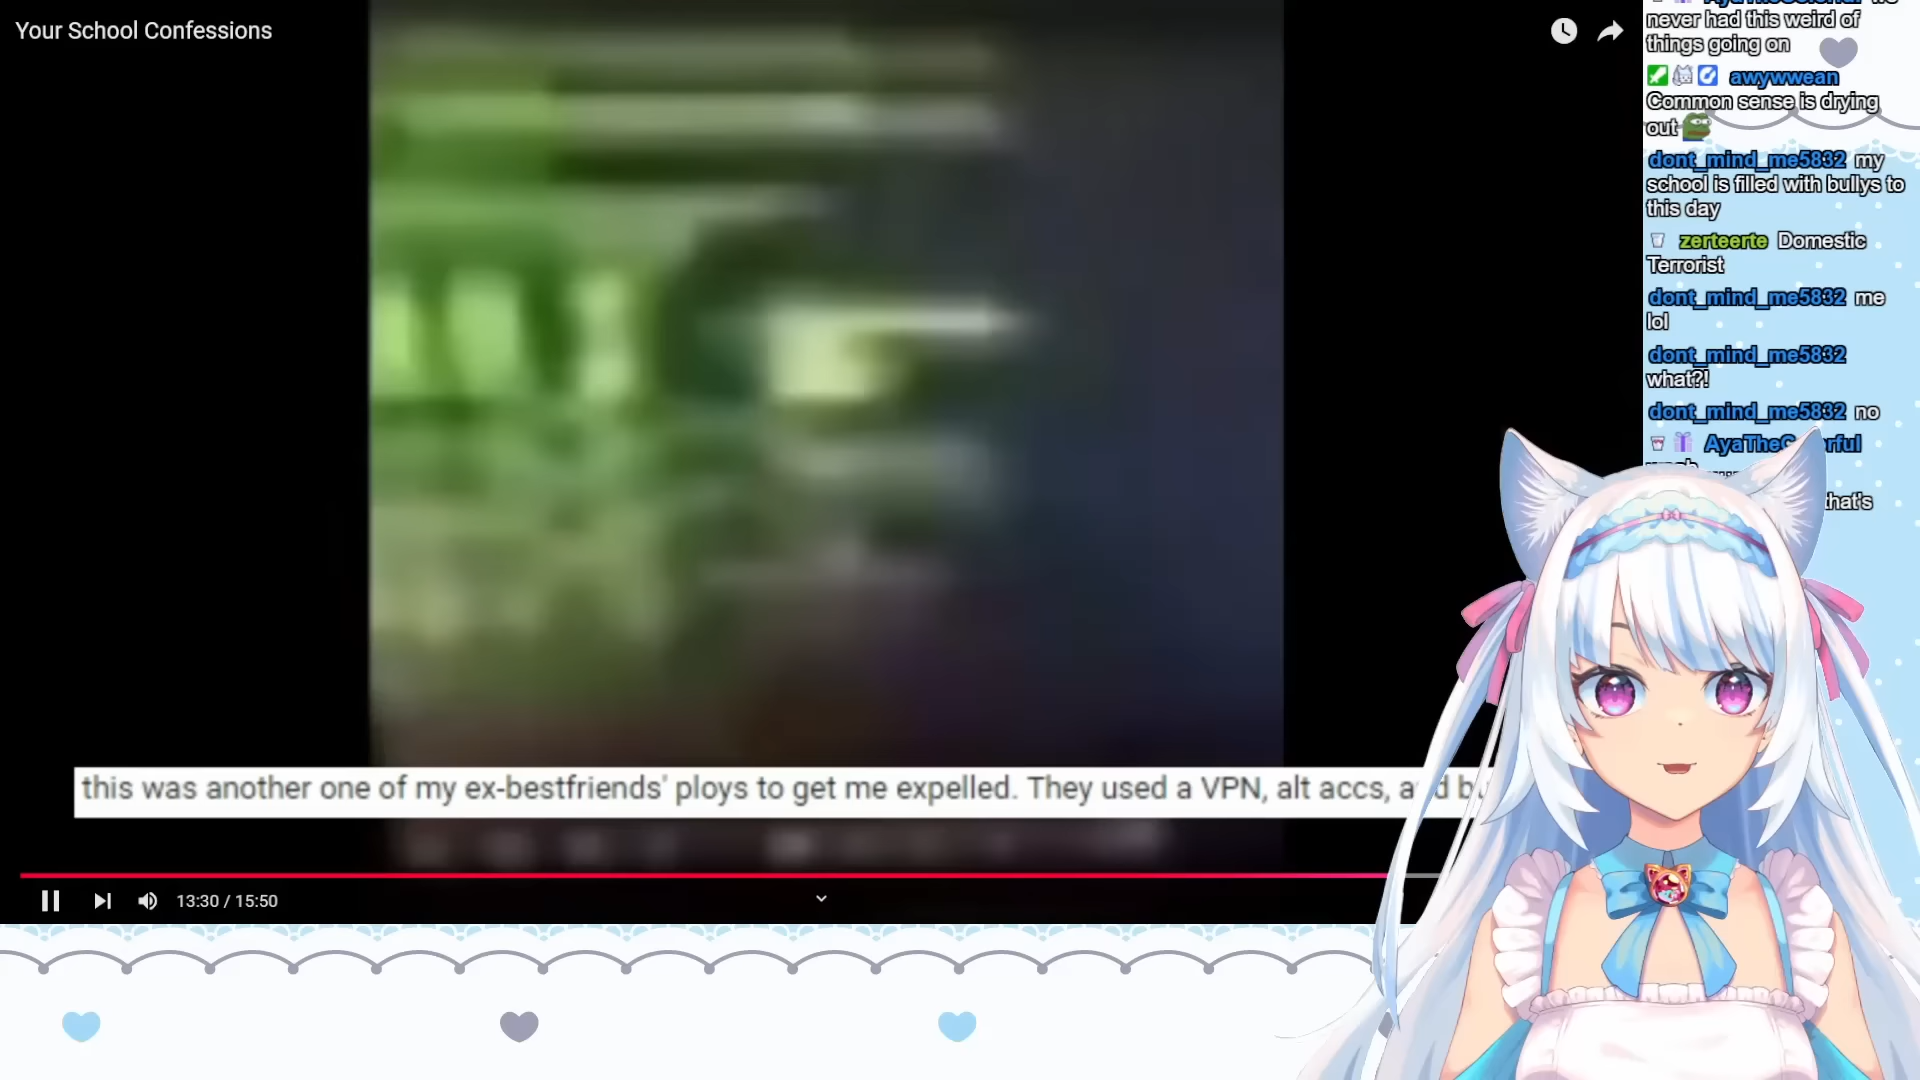 Your School Confessions
never had this weird of
things going on
awywwean
Common sense is drying
out
dont_mind_me5832 my
school is filled with bullys to
this day
zerteerte Domestic
Terrorist
dont_mind_me5832 me
lol
dont_mind_me5832
what?!
dont_mind_me5832 no
that's
this was another one of my ex-bestfriends' ploys to get me expelled. They used a VPN, alt accs,
13:30 / 15:50